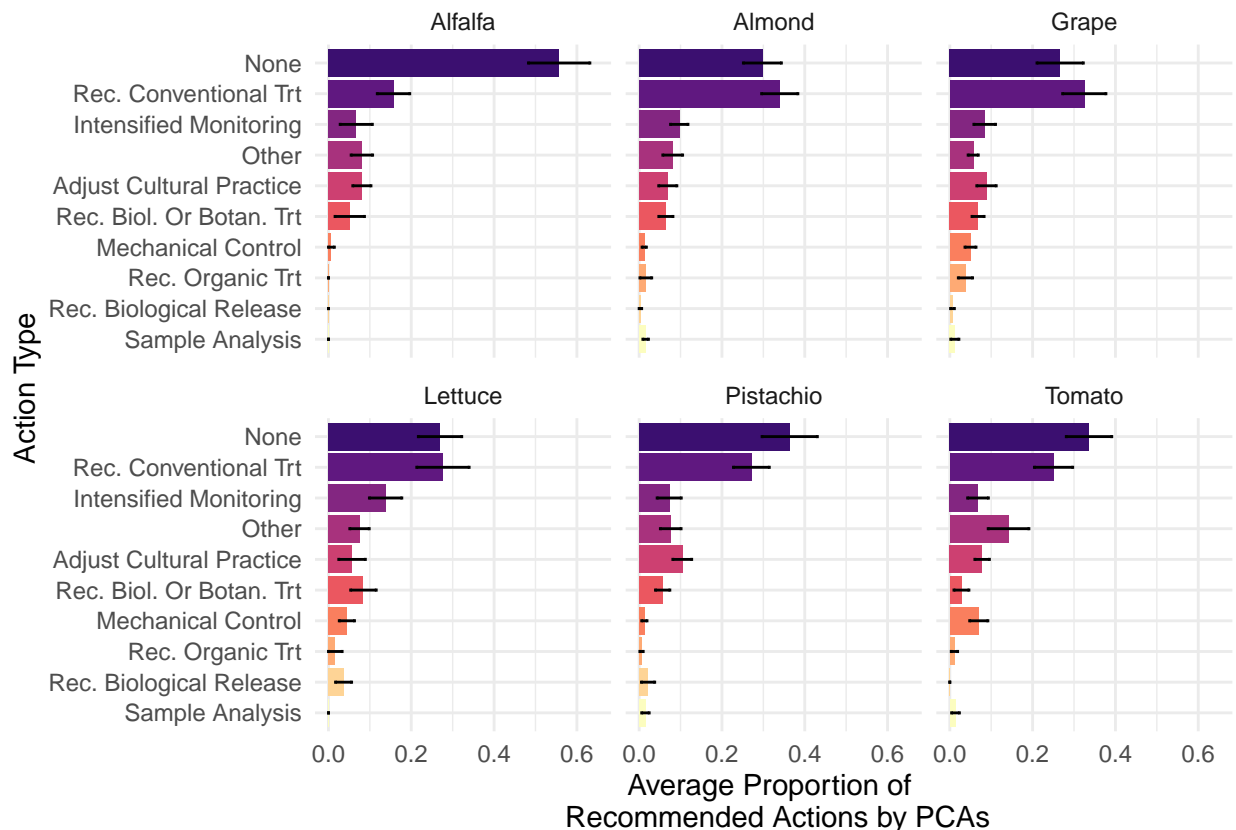 Alfalfa
Almond
Grape
None
Rec. Conventional Trt
Intensified Monitoring
Other
Adjust Cultural Practice
Rec. Biol. Or Botan. Trt
Mechanical Control
Rec. Organic Trt
Rec. Biological Release
Sample Analysis
Action Type
Lettuce
Pistachio
Tomato
None
Rec. Conventional Trt
Intensified Monitoring
Other
Adjust Cultural Practice
Rec. Biol. Or Botan. Trt
Mechanical Control
Rec. Organic Trt
Rec. Biological Release
Sample Analysis
0.0 0.2 0.4 0.6
0.0 0.2 0.4 0.6
0.0 0.2 0.4 0.6
Average Proportion of
Recommended Actions by PCAs